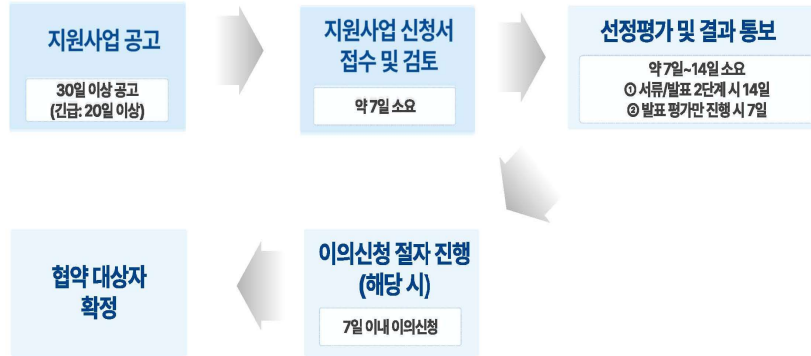 지원사업 공고
30일 이상 공고
(긴급: 20일 이상)
지원사업 신청서
접수 및 검토
약 7일 소요
선정평가 및 결과 통보
약 7일~14일 소요
① 서류/발표 2단계 시 14일
② 발표 평가만 진행 시 7일
이의신청 절자 진행
(해당 시)
7일 이내 이의신청
협약 대상자
확정